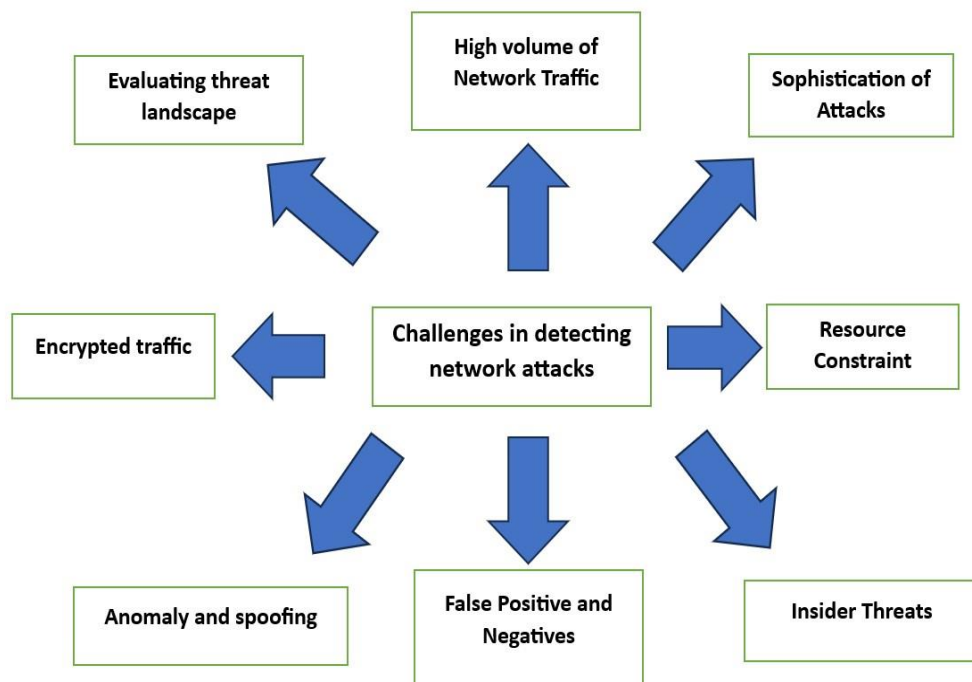 High volume of
Network Traffic
Evaluating threat
landscape
Sophistication of
Attacks
Encrypted traffic
Challenges in detecting
network attacks
Resource
Constraint
Anomaly and spoofing
False Positive and
Negatives
Insider Threats